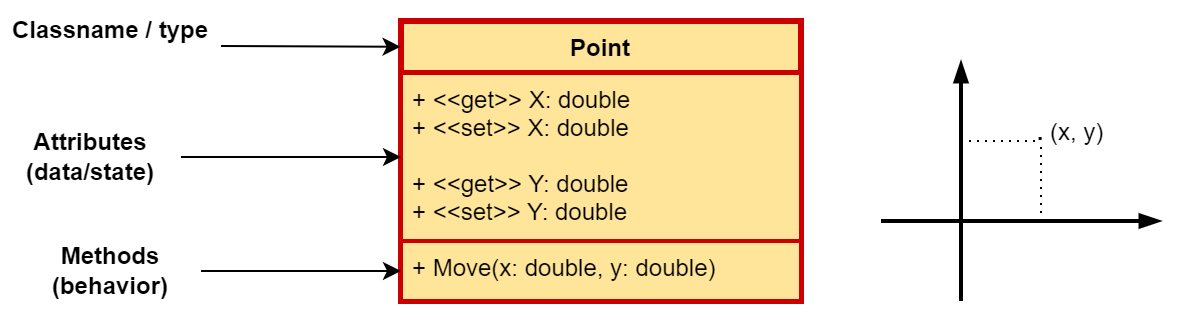 Classname / type
Point
Attributes
(data/state)
+ <<get>> X: double
+ <<set>> X: double
+ <<get>> Y: double
+ <<set>> Y: double
Methods
(behavior)
+ Move(x: double, y: double)
(x, y)